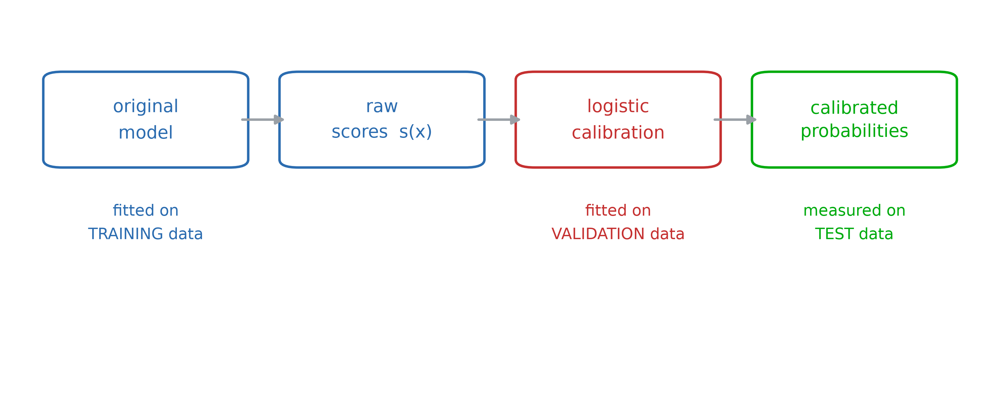 original
model
raw
scores  s(x)
logistic
calibration
calibrated
probabilities
fitted on
TRAINING data
fitted on
VALIDATION data
measured on
TEST data